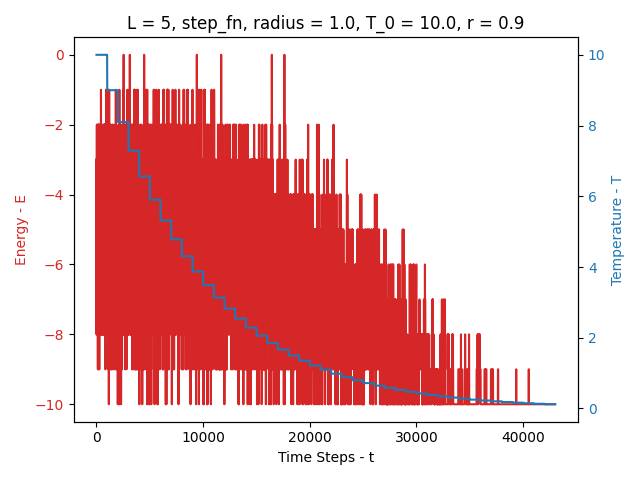 L = 5, step_fn, radius = 1.0, T_0 = 10.0, r = 0.9
Energy - E
0
−2
−4
−6
−8
−10
10
8
6
4
2
0
Temperature - T
0 10000 20000 30000 40000
Time Steps - t